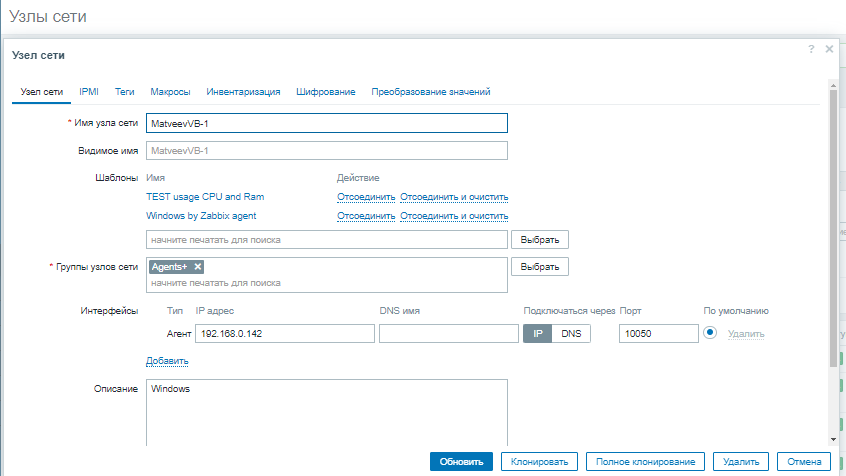 Узлы сети
Узел сети ? ×
Узел сети IPMI Теги Макросы Инвентаризация Шифрование Преобразование значений
* Имя узла сети MatveevVB-1
Видимое имя MatveevVB-1
Шаблоны Имя Действие
TEST usage CPU and Ram Отсоединить Отсоединить и очистить
Windows by Zabbix agent Отсоединить Отсоединить и очистить
начните печатать для поиска Выбрать
* Группы узлов сети Agents+ × Выбрать
начните печатать для поиска
Интерфейсы Тип IP адрес DNS имя Подключаться через Порт По умолчанию
Агент 192.168.0.142 IP DNS 10050 Удалить
Добавить
Описание Windows
Обновить Клонировать Полное клонирование Удалить Отмена